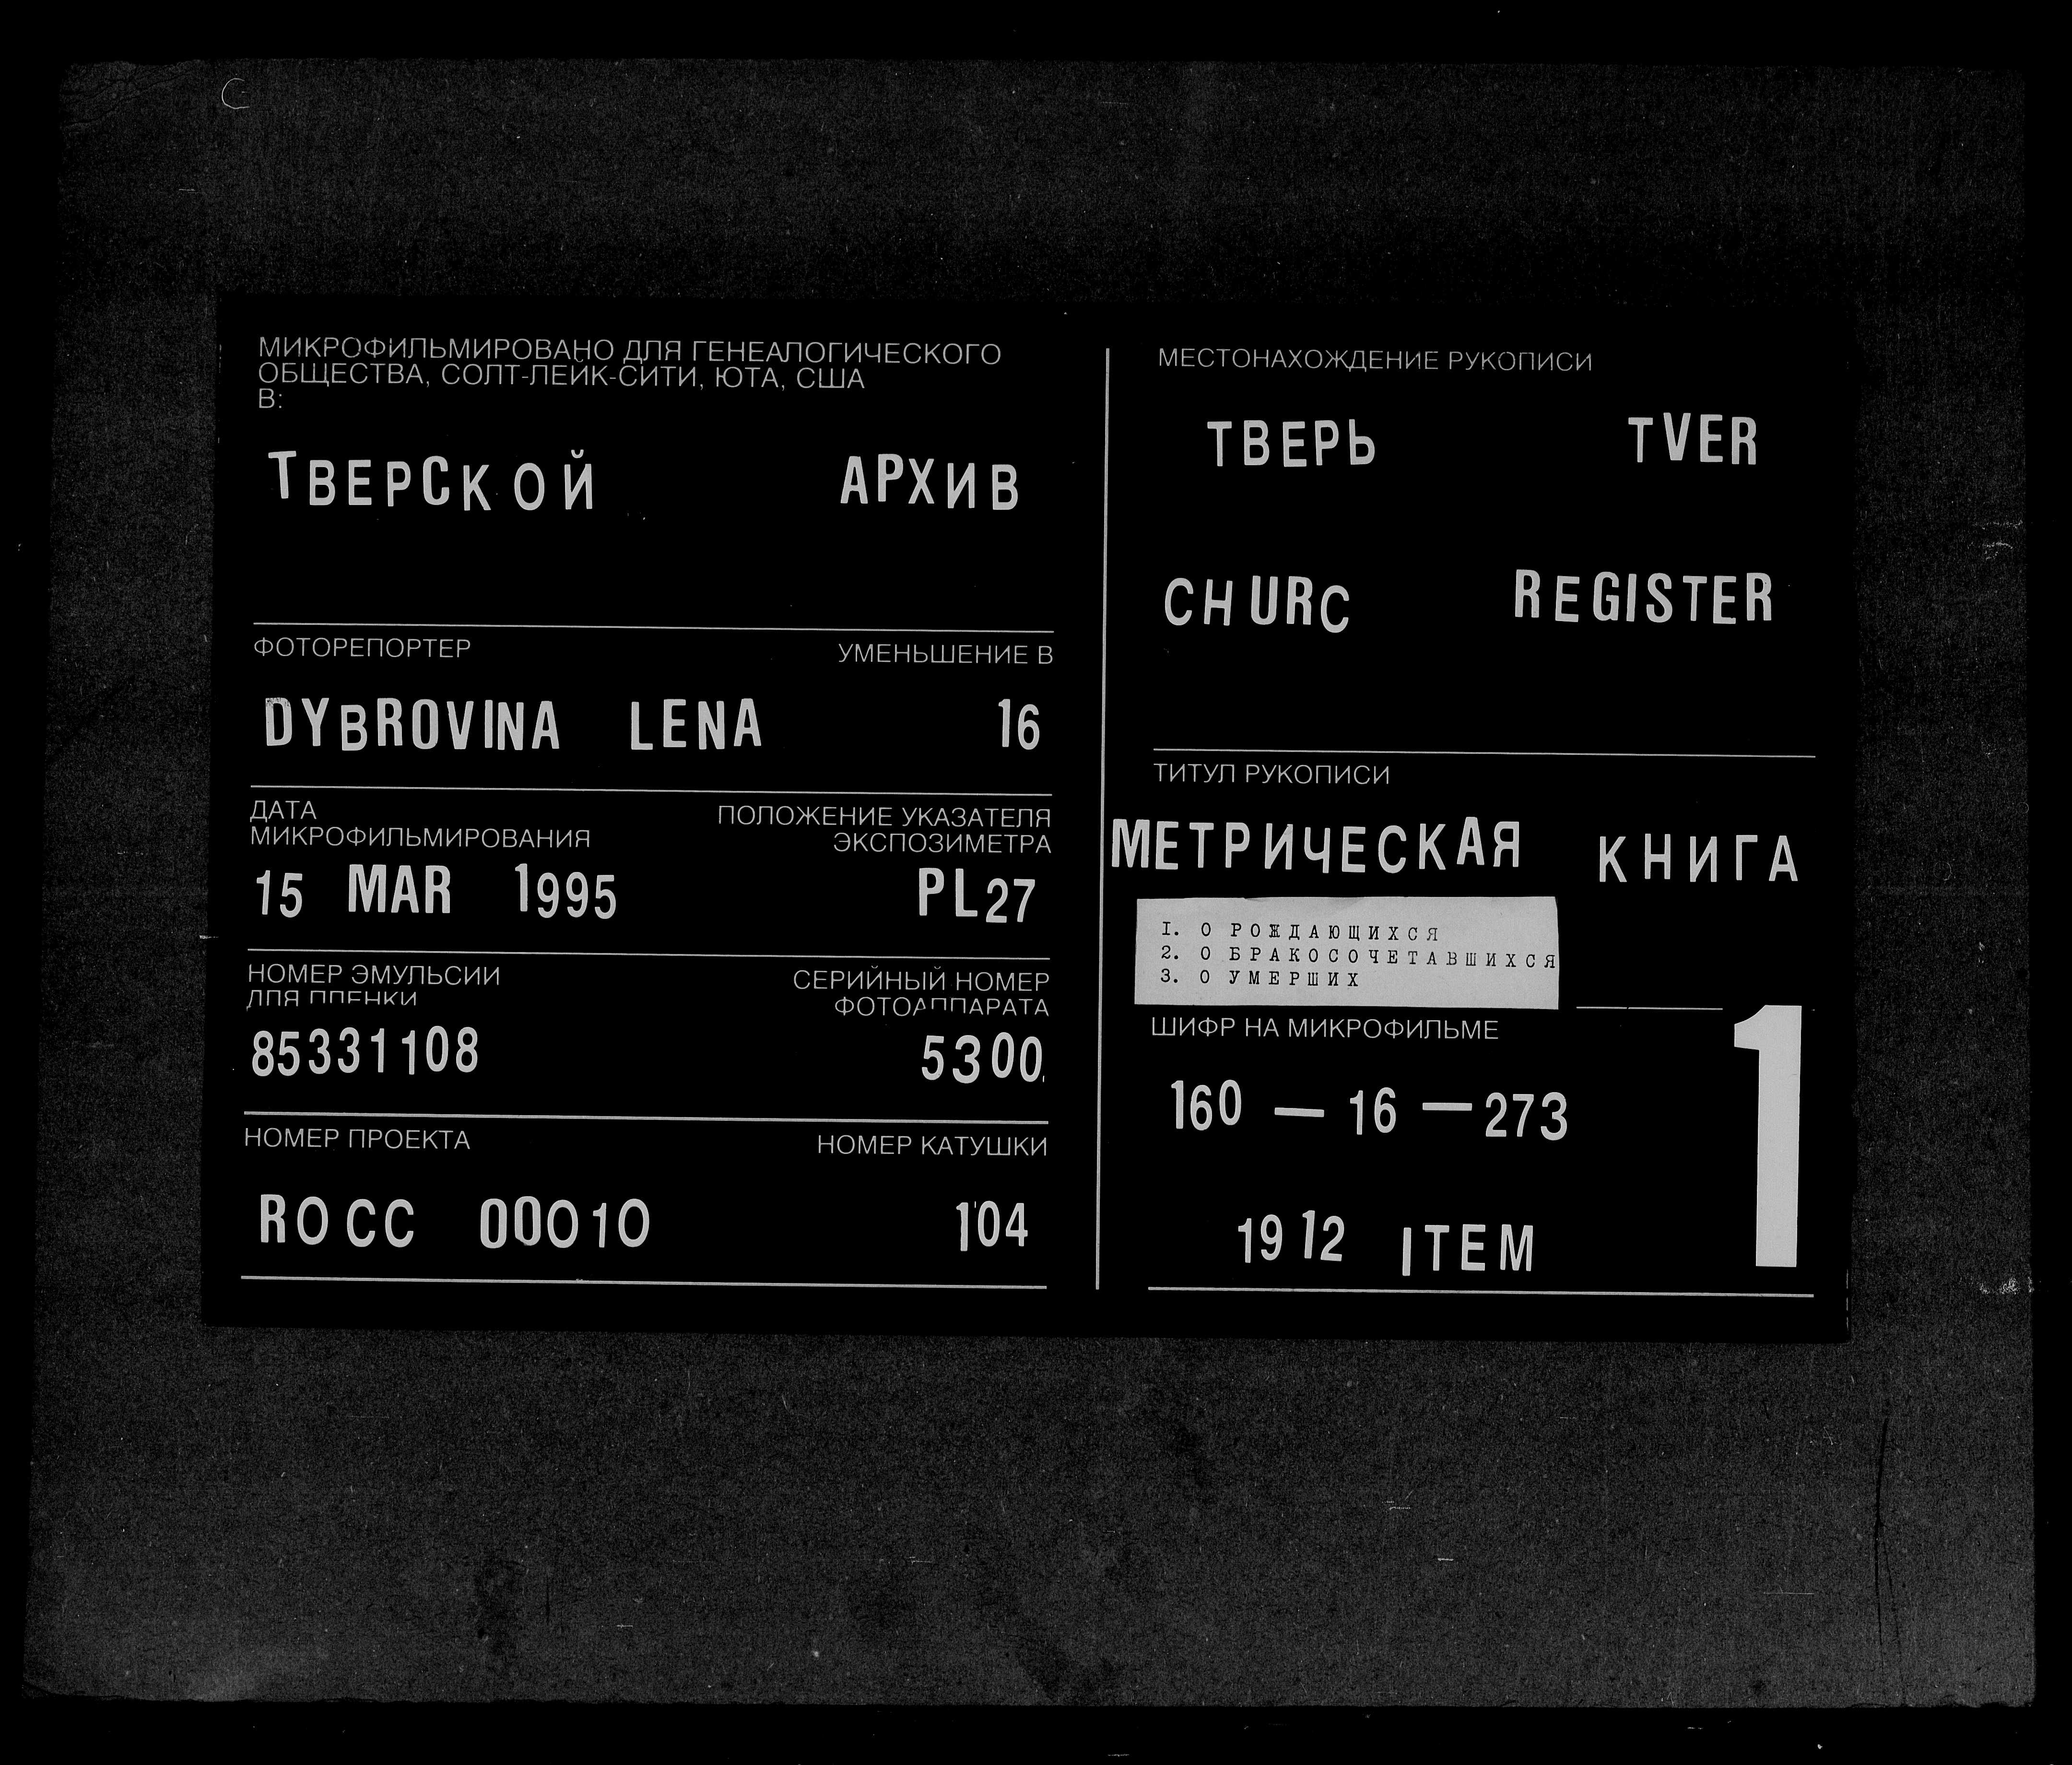 МИКРОФИЛЬМИРОВАНО ДЛЯ ГЕНЕАЛОГИЧЕСКОГО
ОБЩЕСТВА, СОЛТ-ЛЕЙК-СИТИ, ЮТА, США
В:
ТВЕРСКОЙ АРХИВ
ФОТОРЕПОРТЕР УМЕНЬШЕНИЕ В
DYBROVINA LENA 16
ДАТА
МИКРОФИЛЬМИРОВАНИЯ
ПОЛОЖЕНИЕ УКАЗАТЕЛЯ
ЭКСПОЗИМЕТРА
15 MAR 1995 PL27
НОМЕР ЭМУЛЬСИИ
ДЛЯ ПЛЕНКИ
СЕРИЙНЫЙ НОМЕР
ФОТОАППАРАТА
85331108 5300
НОМЕР ПРОЕКТА НОМЕР КАТУШКИ
ROCC 00010 104
МЕСТОНАХОЖДЕНИЕ РУКОПИСИ
ТВЕРЬ TVER
CHURC REGISTER
ТИТУЛ РУКОПИСИ
МЕТРИЧЕСКАЯ КНИГА
1. О РОЖДАЮЩИХСЯ
2. О БРАКОСОЧЕТАВШИХСЯ
3. О УМЕРШИХ
ШИФР НА МИКРОФИЛЬМЕ
160 — 16 — 273
1912 ITEM 1